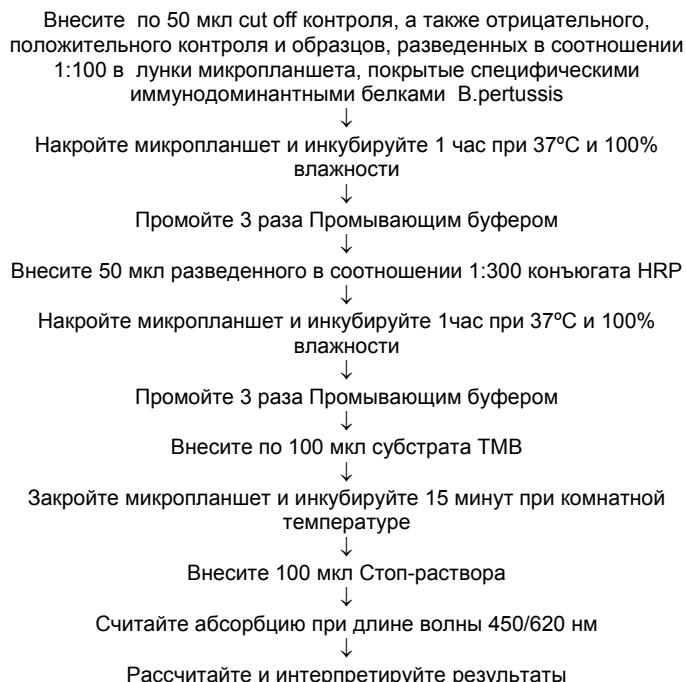 Внесите  по 50 мкл cut off контроля, а также отрицательного,
положительного контроля и образцов, разведенных в соотношении
1:100 в  лунки микропланшета, покрытые специфическими
иммунодоминантными белками  B.pertussis
↓
Накройте микропланшет и инкубируйте 1 час при 37ºC и 100%
влажности
↓
Промойте 3 раза Промывающим буфером
↓
Внесите 50 мкл разведенного в соотношении 1:300 конъюгата HRP
↓
Накройте микропланшет и инкубируйте 1час при 37ºC и 100%
влажности
↓
Промойте 3 раза Промывающим буфером
↓
Внесите по 100 мкл субстрата ТМВ
↓
Закройте микропланшет и инкубируйте 15 минут при комнатной
температуре
↓
Внесите 100 мкл Стоп-раствора
↓
Считайте абсорбцию при длине волны 450/620 нм
↓
Рассчитайте и интерпретируйте результаты